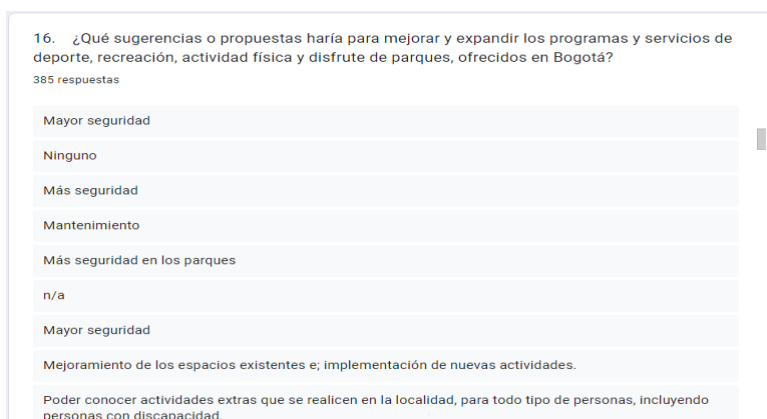 16. ¿Qué sugerencias o propuestas haría para mejorar y expandir los programas y servicios de
deporte, recreación, actividad física y disfrute de parques, ofrecidos en Bogotá?
385 respuestas
Mayor seguridad
Ninguno
Más seguridad
Mantenimiento
Más seguridad en los parques
n/a
Mayor seguridad
Mejoramiento de los espacios existentes e; implementación de nuevas actividades.
Poder conocer actividades extras que se realicen en la localidad, para todo tipo de personas, incluyendo
personas con discapacidad.